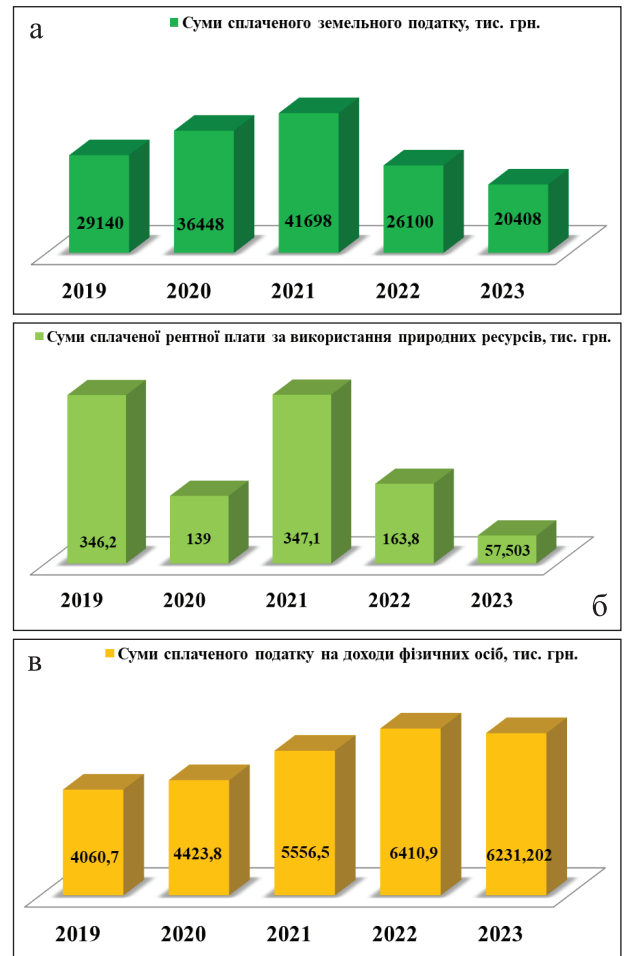 а
Суми сплаченого земельного податку, тис. грн.
29140 36448 41698 26100 20408
2019 2020 2021 2022 2023
Суми сплаченої рентної плати за використання природних ресурсів, тис. грн.
346,2 139 347,1 163,8 57,503
2019 2020 2021 2022 2023
б
в
Суми сплаченого податку на доходи фізичних осіб, тис. грн.
4060,7 4423,8 5556,5 6410,9 6231,202
2019 2020 2021 2022 2023